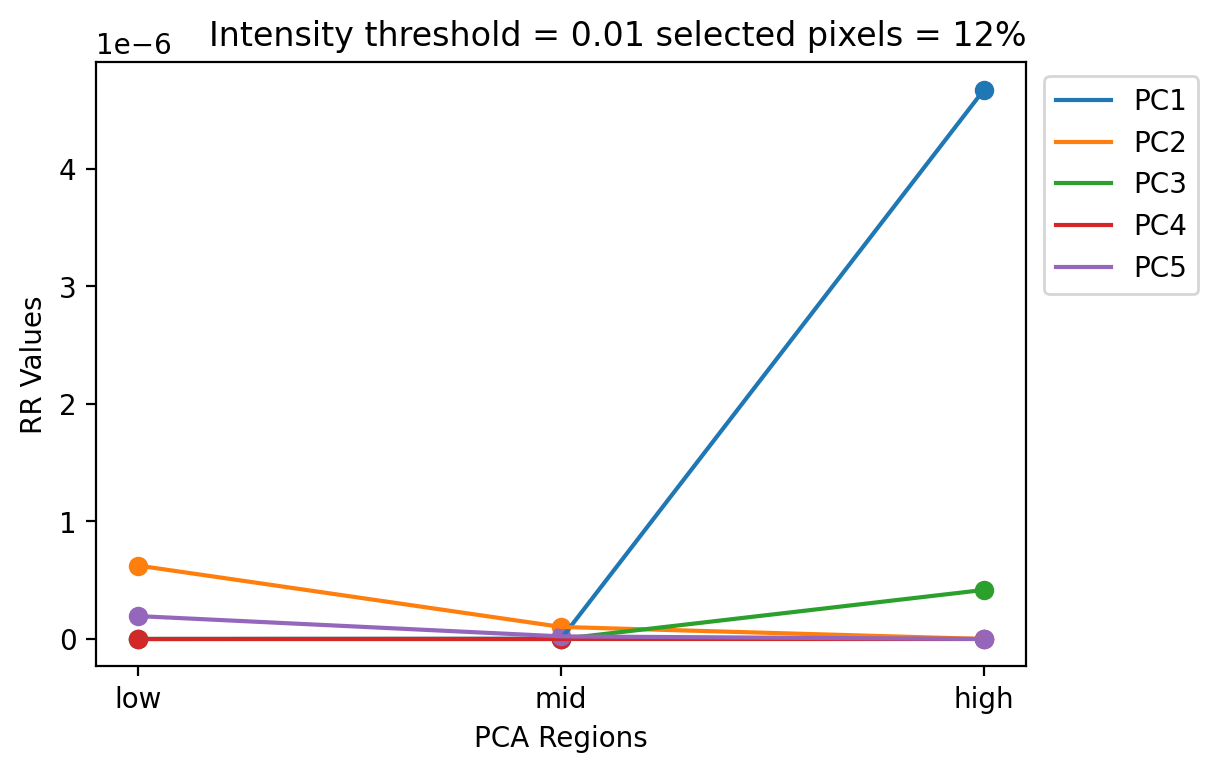 Intensity threshold = 0.01 selected pixels = 12%
1e−6
4
3
2
1
0
RR Values
low
mid
high
PCA Regions
PC1
PC2
PC3
PC4
PC5